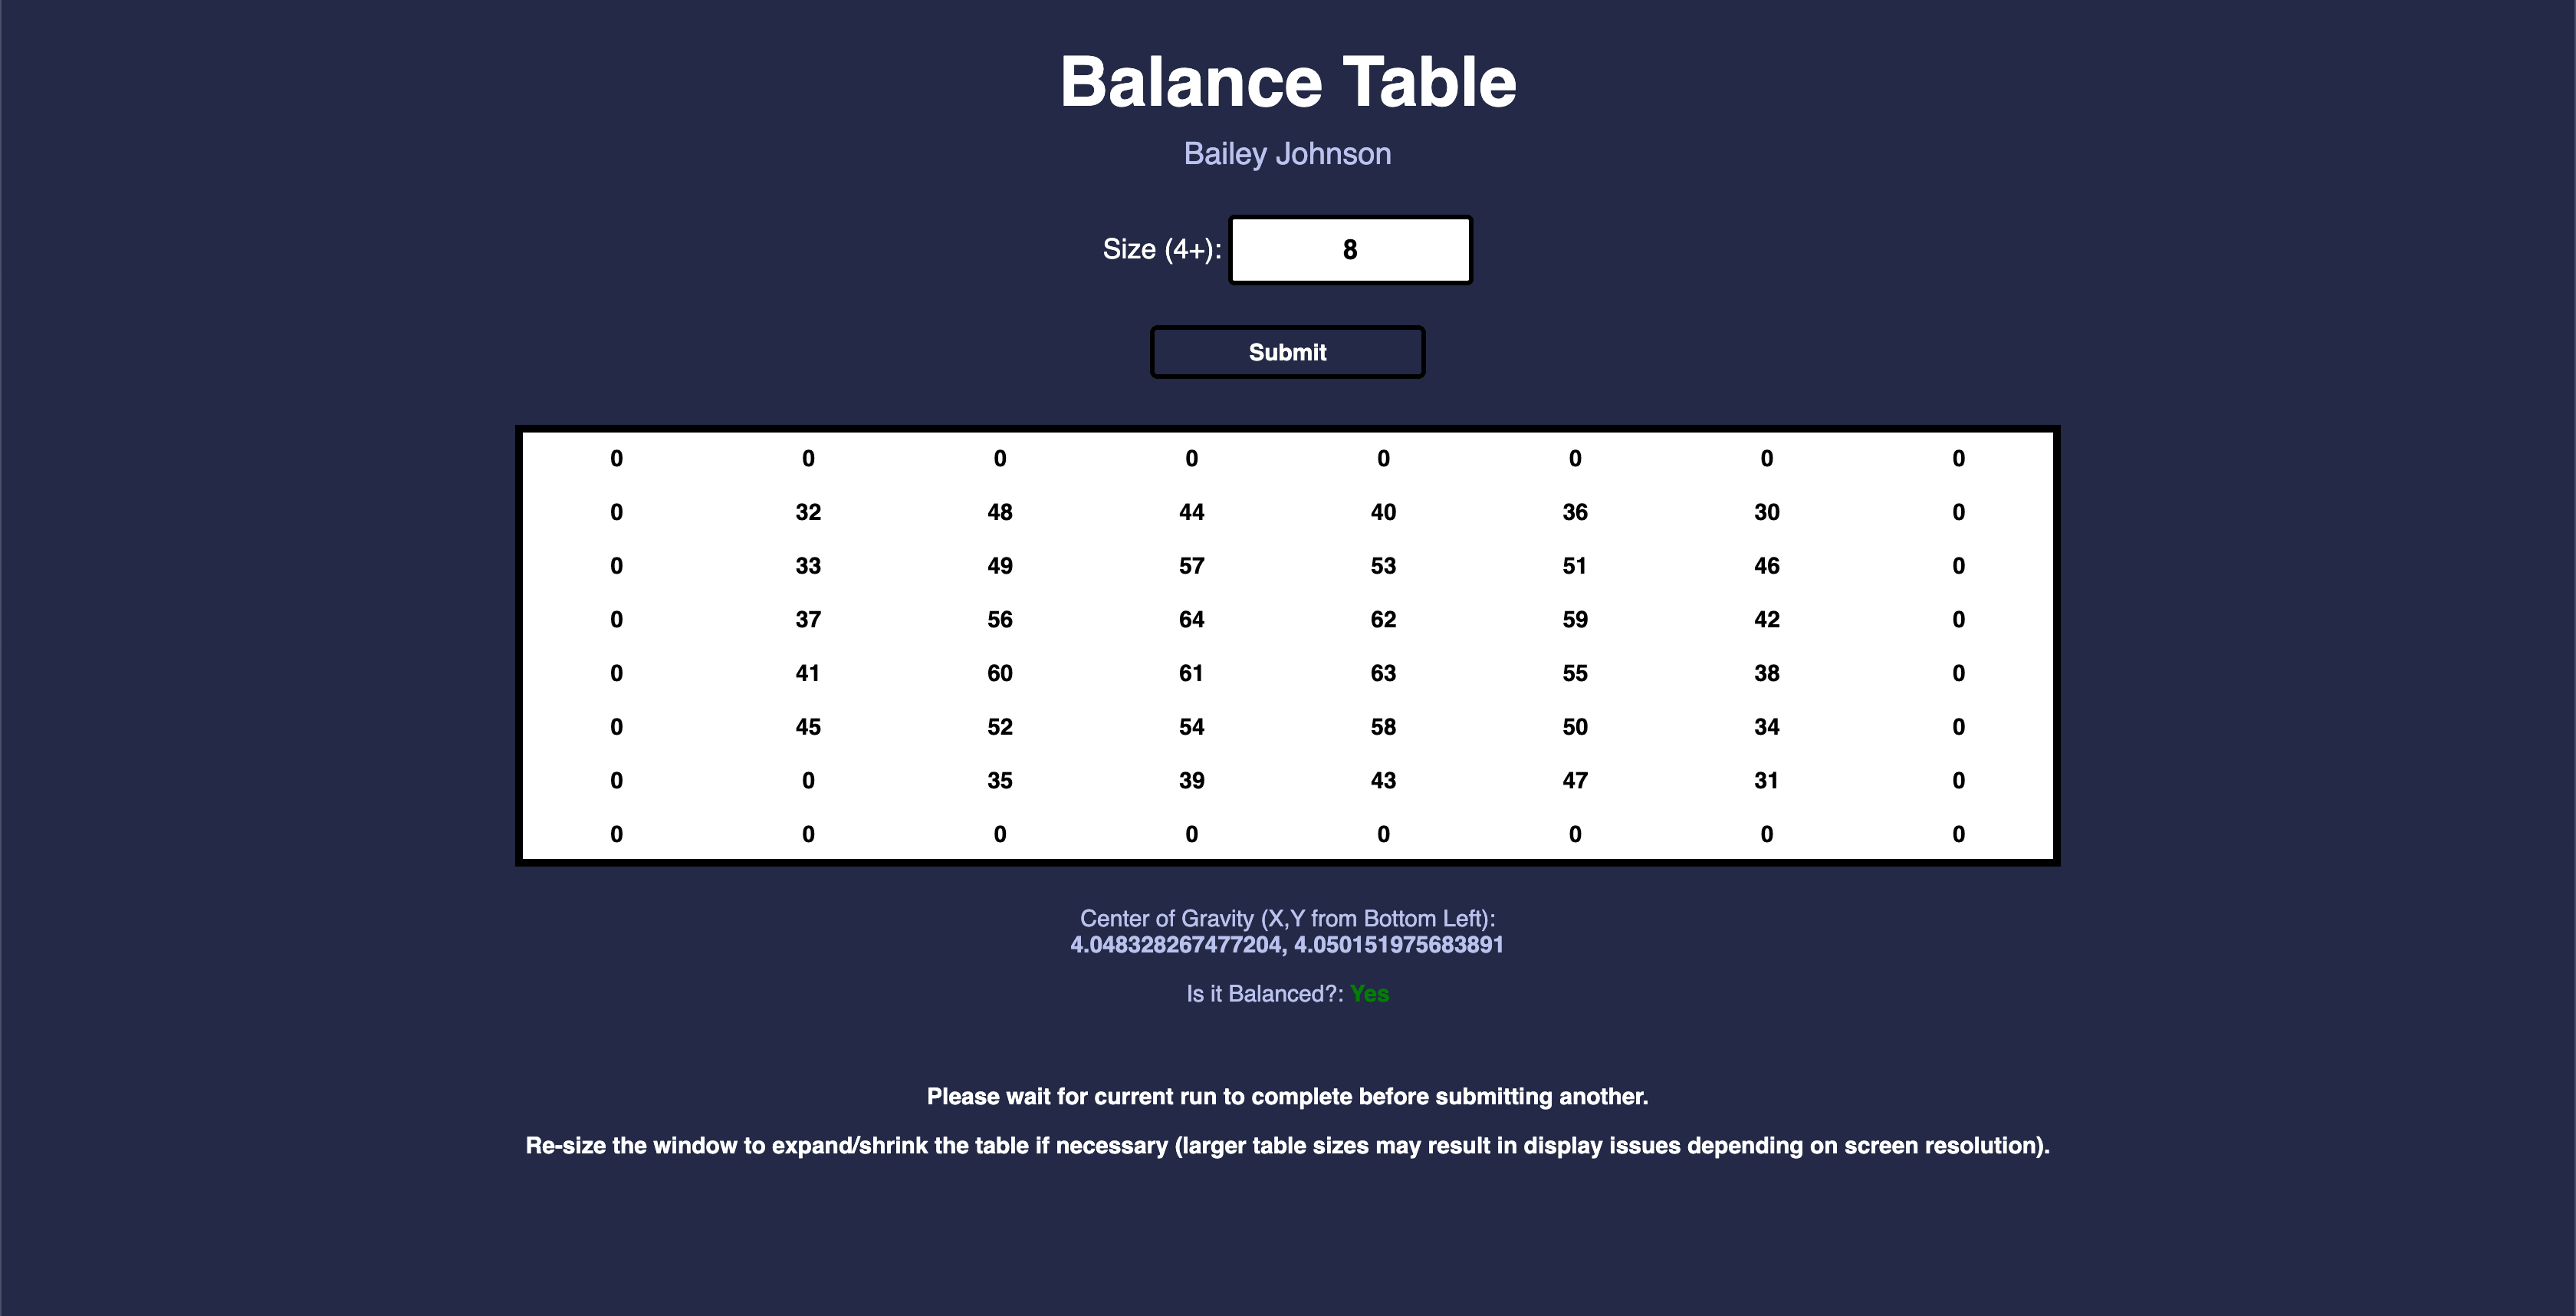 Balance Table
Bailey Johnson
Size (4+): 8
Submit
0 0 0 0 0 0 0 0
0 32 48 44 40 36 30 0
0 33 49 57 53 51 46 0
0 37 56 64 62 59 42 0
0 41 60 61 63 55 38 0
0 45 52 54 58 50 34 0
0 0 35 39 43 47 31 0
0 0 0 0 0 0 0 0
Center of Gravity (X,Y from Bottom Left):
4.048328267477204, 4.050151975683891
Is it Balanced?: Yes
Please wait for current run to complete before submitting another.
Re-size the window to expand/shrink the table if necessary (larger table sizes may result in display issues depending on screen resolution).